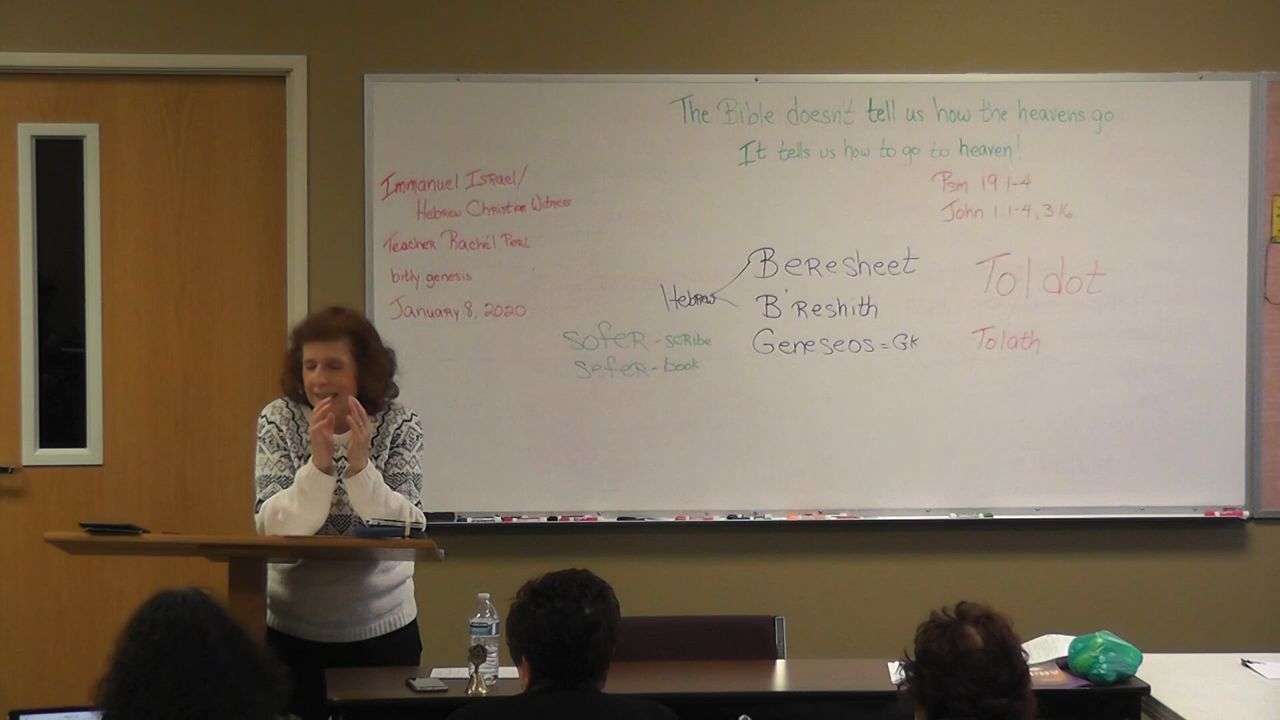 The Bible doesn't tell us how the heavens go
It tells us how to go to heaven!
Psm 19 1-4
John 1:1-4, 3:16
Immanuel Israel/
Hebrew Christian Witness
Teacher Rachel Perl
bitly.genesis
January 8, 2020
Hebrew
Beresheet
B'Reshith
Geneseos = GK
Toldot
Tolath
Sofer - scribe
Sefer - book